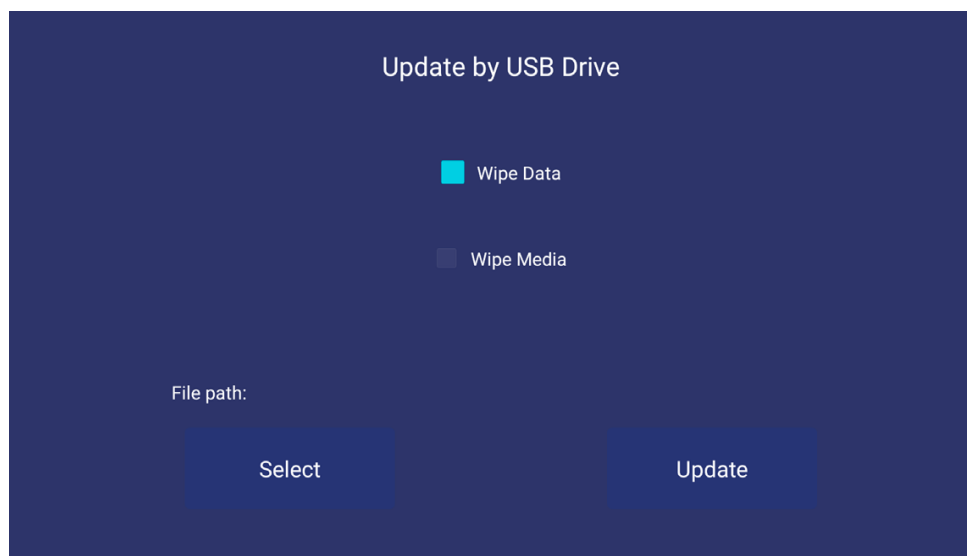 Update by USB Drive
Wipe Data
Wipe Media
File path:
Select
Update